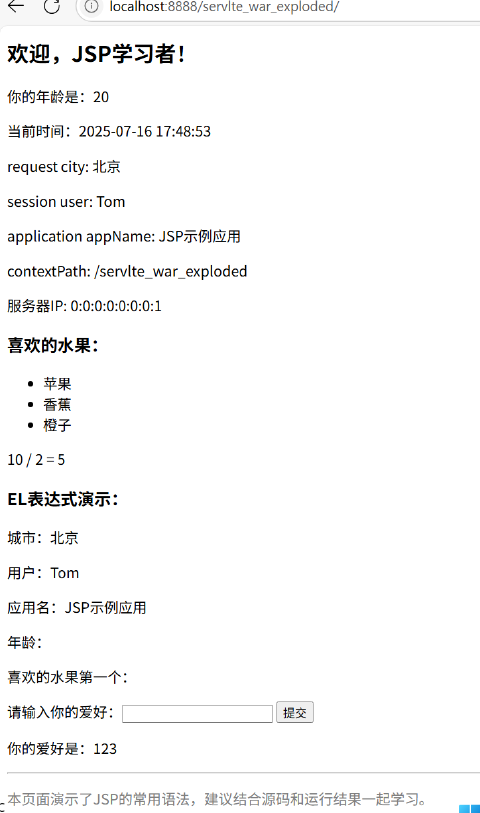 localhost:8888/servlte_war_exploded/
欢迎，JSP学习者！
你的年龄是：20
当前时间：2025-07-16 17:48:53
request city: 北京
session user: Tom
application appName: JSP示例应用
contextPath: /servlte_war_exploded
服务器IP: 0:0:0:0:0:0:0:1
喜欢的水果：
苹果
香蕉
橙子
10 / 2 = 5
EL表达式演示：
城市：北京
用户：Tom
应用名：JSP示例应用
年龄：
喜欢的水果第一个：
请输入你的爱好： 提交
你的爱好是：123
本页面演示了JSP的常用语法，建议结合源码和运行结果一起学习。